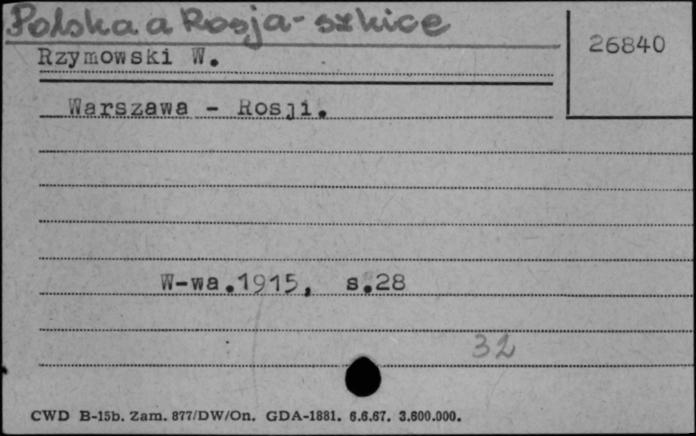 Polska a Rosja - szkice
26840
Rzymowski W.
Warszawa - Rosji.
W-wa.1915, s.28
32
CWD B-15b. Zam. 877/DW/On. GDA-1881. 6.6.67. 3.600.000.